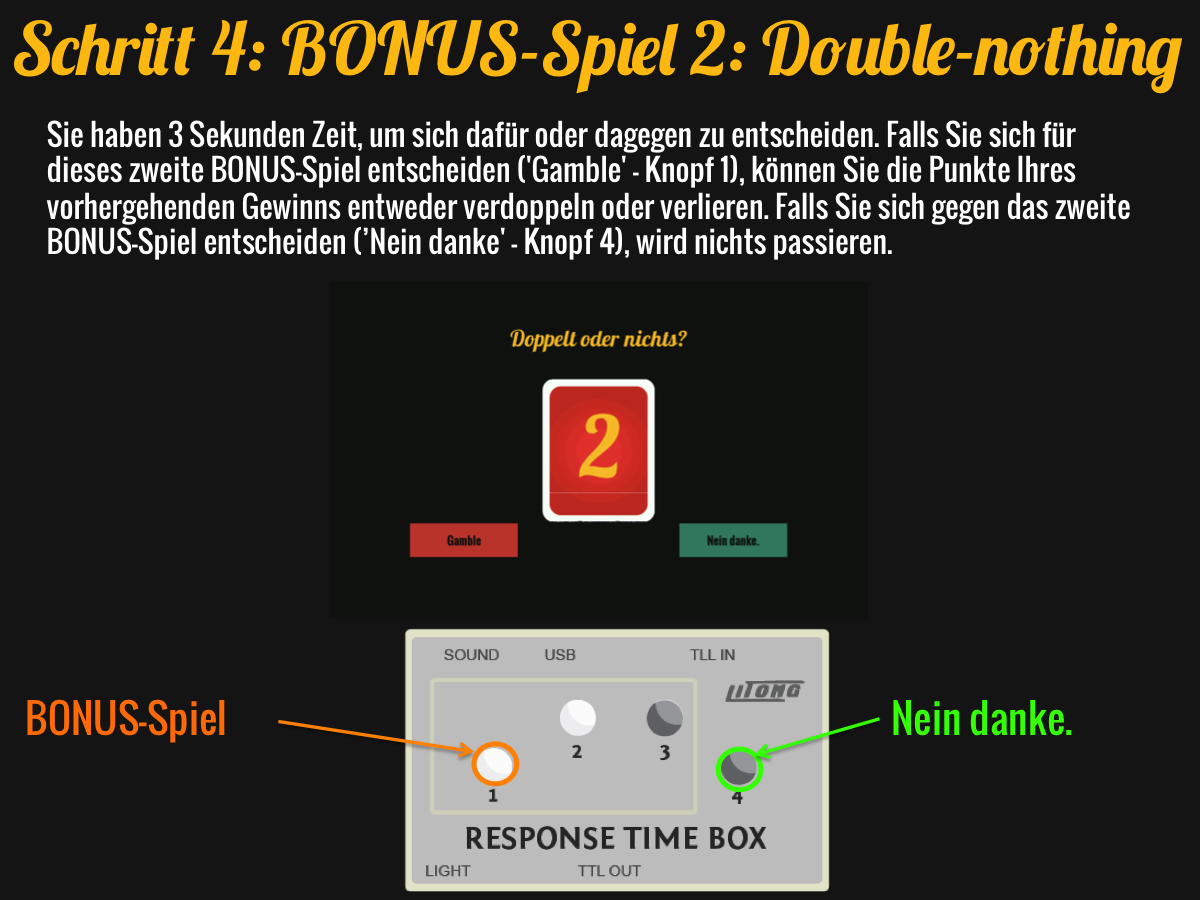 Schritt 4: BONUS-Spiel 2: Double-nothing
Sie haben 3 Sekunden Zeit, um sich dafür oder dagegen zu entscheiden. Falls Sie sich für
dieses zweite BONUS-Spiel entscheiden ('Gamble' - Knopf 1), können Sie die Punkte Ihres
vorhergehenden Gewinns entweder verdoppeln oder verlieren. Falls Sie sich gegen das zweite
BONUS-Spiel entscheiden ('Nein danke' - Knopf 4), wird nichts passieren.
Doppelt oder nichts?
2
Gamble
Nein danke.
SOUND USB TLL IN
LITONG
BONUS-Spiel
Nein danke.
2 3
1 4
RESPONSE TIME BOX
LIGHT TTL OUT